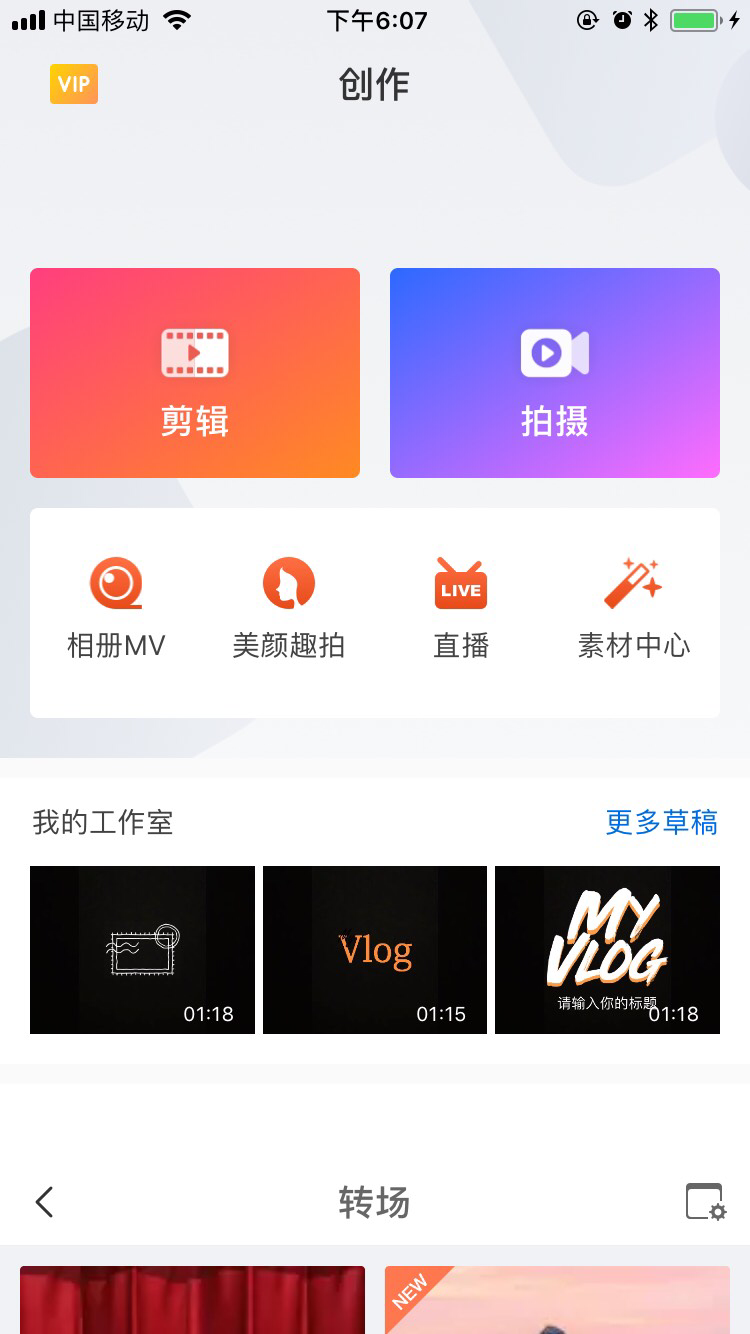 中国移动
下午6:07
VIP
创作
剪辑
拍摄
相册MV
美颜趣拍
LIVE
直播
素材中心
我的工作室
更多草稿
01:18
Vlog
01:15
MY
VLOG
请输入你的标题
01:18
转场
NEW